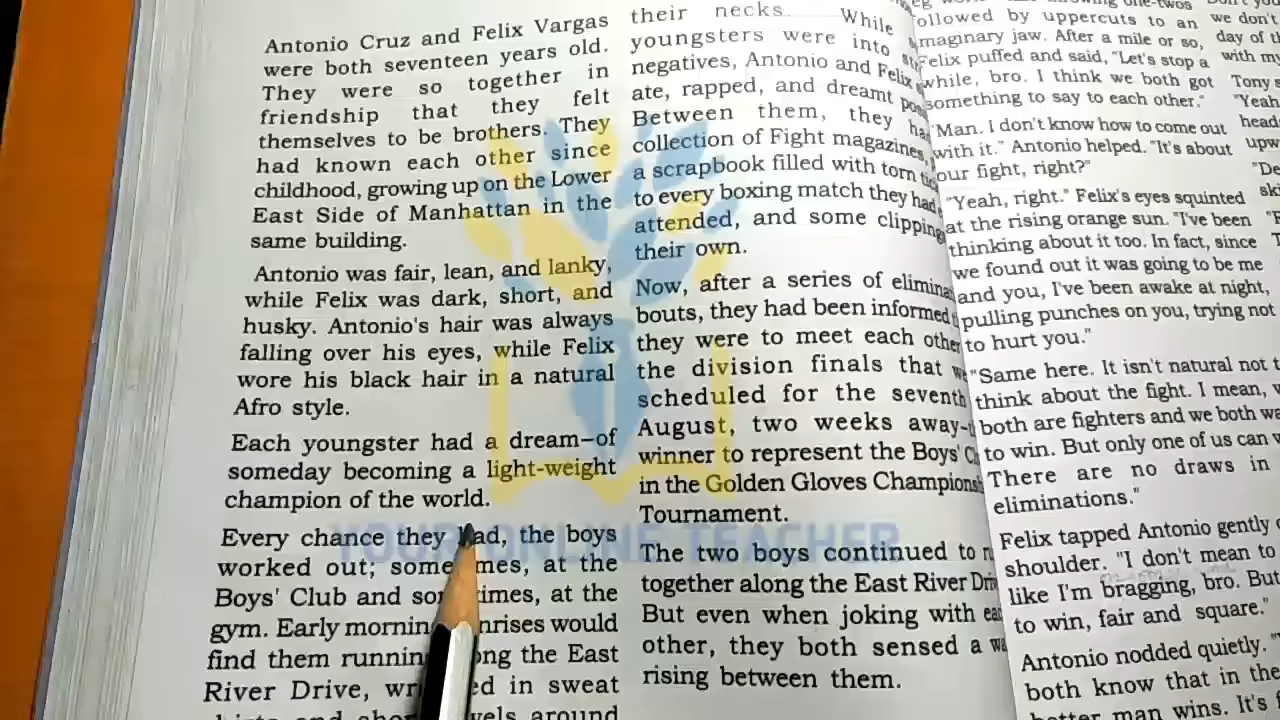 Antonio Cruz and Felix Vargas
were both seventeen years old.
They were so together in
friendship that they felt
themselves to be brothers. They
had known each other since
childhood, growing up on the Lower
East Side of Manhattan in the
same building.
Antonio was fair, lean, and lanky,
while Felix was dark, short, and
husky. Antonio's hair was always
falling over his eyes, while Felix
wore his black hair in a natural
Afro style.
Each youngster had a dream—of
someday becoming a light-weight
champion of the world.
Every chance they had, the boys
worked out; at the
Boys' Club and at the
gym. Early would
find them the East
River Drive, in sweat
around
their necks. While
youngsters were into
negatives, Antonio and Felix
ate, rapped, and dreamt
Between them, they had
collection of Fight magazines,
a scrapbook filled with torn
to every boxing match they had
attended, and some
their own.
Now, after a series of
bouts, they had been informed
they were to meet each other
the division finals that
scheduled for the seventh
August, two weeks away-
winner to represent the Boys'
in the Golden Gloves
Tournament.
The two boys continued to
together along the East River
But even when joking with
other, they both sensed a
rising between them.
followed by uppercuts to an
imaginary jaw. After a mile or so,
Felix puffed and said, "Let's stop a
while, bro. I think we both got
something to say to each other."
"Man. I don't know how to come out
with it." Antonio helped. "It's about
our fight, right?"
"Yeah, right." Felix's eyes squinted
at the rising orange sun. "I've been
thinking about it too. In fact, since
we found out it was going to be me
and you, I've been awake at night,
pulling punches on you, trying not
to hurt you."
"Same here. It isn't natural not
think about the fight. I mean,
both are fighters and we both
to win. But only one of us can
There are no draws in
eliminations."
Felix tapped Antonio gently
shoulder. "I don't mean to
like I'm bragging, bro. But
to win, fair and square."
Antonio nodded quietly.
both know that in the
better man wins. It's
we don't
day of
with my
Tony
"Yeah
YOUR ONLINE TEACHER